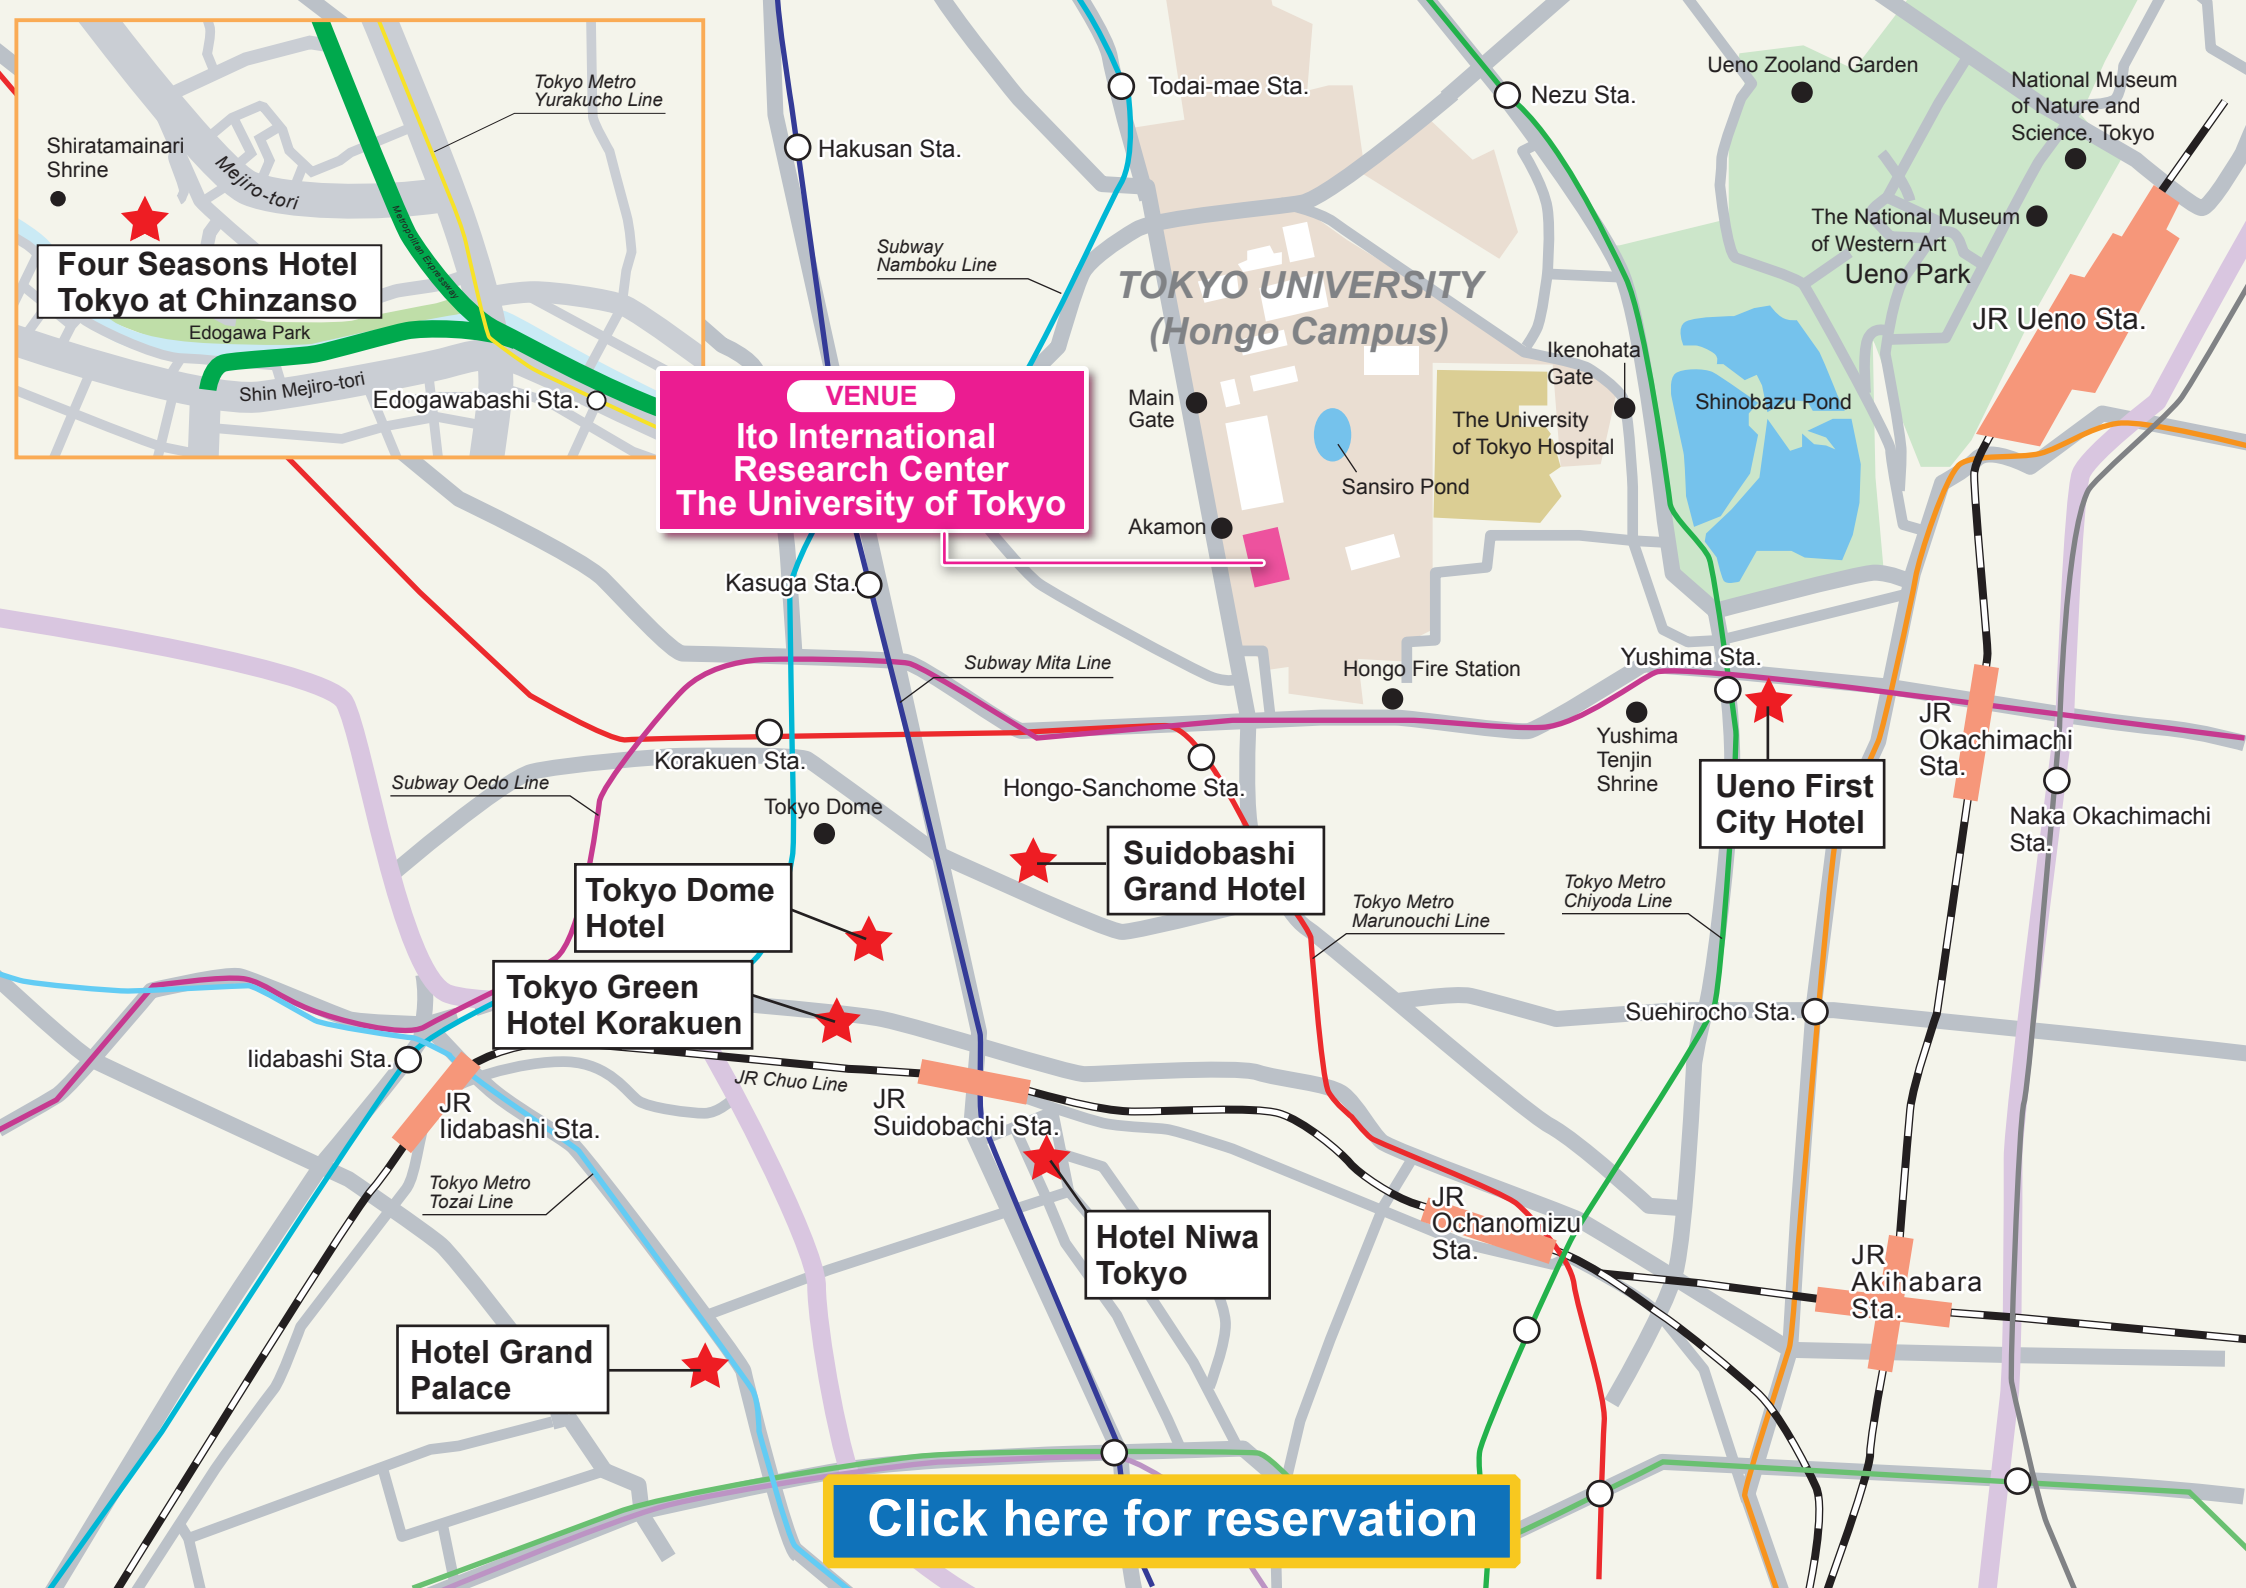 Tokyo Metro
Yurakucho Line
Shiratamainari
Shrine
Mejiro-tori
Metropolitan Expressway
Four Seasons Hotel
Tokyo at Chinzanso
Edogawa Park
Shin Mejiro-tori
Edogawabashi Sta.
Hakusan Sta.
Todai-mae Sta.
Nezu Sta.
Ueno Zooland Garden
National Museum
of Nature and
Science, Tokyo
The National Museum
of Western Art
Ueno Park
JR Ueno Sta.
Subway
Namboku Line
TOKYO UNIVERSITY
(Hongo Campus)
Ikenohata
Gate
Main
Gate
The University
of Tokyo Hospital
Shinobazu Pond
Sansiro Pond
Akamon
VENUE
Ito International
Research Center
The University of Tokyo
Kasuga Sta.
Subway Mita Line
Hongo Fire Station
Yushima Sta.
Yushima
Tenjin
Shrine
JR
Okachimachi
Sta.
Naka Okachimachi
Sta.
Ueno First
City Hotel
Korakuen Sta.
Hongo-Sanchome Sta.
Subway Oedo Line
Tokyo Dome
Suidobashi
Grand Hotel
Tokyo Dome
Hotel
Tokyo Metro
Marunouchi Line
Tokyo Metro
Chiyoda Line
Tokyo Green
Hotel Korakuen
Suehirocho Sta.
Iidabashi Sta.
JR
Iidabashi Sta.
JR Chuo Line
JR
Suidobachi Sta.
Tokyo Metro
Tozai Line
JR
Ochanomizu
Sta.
Hotel Niwa
Tokyo
JR
Akihabara
Sta.
Hotel Grand
Palace
Click here for reservation